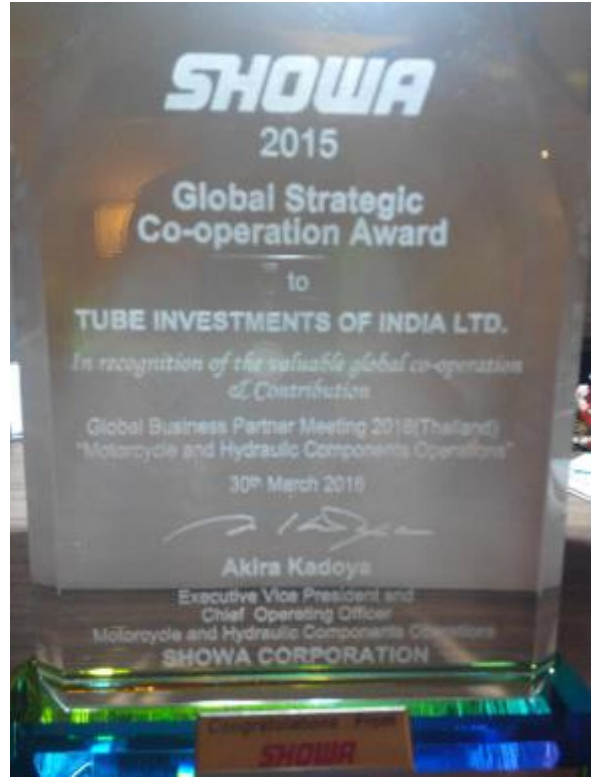 SHOWA
2015
Global Strategic
Co-operation Award
to
TUBE INVESTMENTS OF INDIA LTD.
In recognition of the valuable global co-operation
& Contribution
Global Business Partner Meeting 2016(Thailand)
"Motorcycle and Hydraulic Components Operations"
30th March 2016
Akira Kadoya
Executive Vice President and
Chief Operating Officer
Motorcycle and Hydraulic Components Operations
SHOWA CORPORATION
Congratulations From
SHOWA